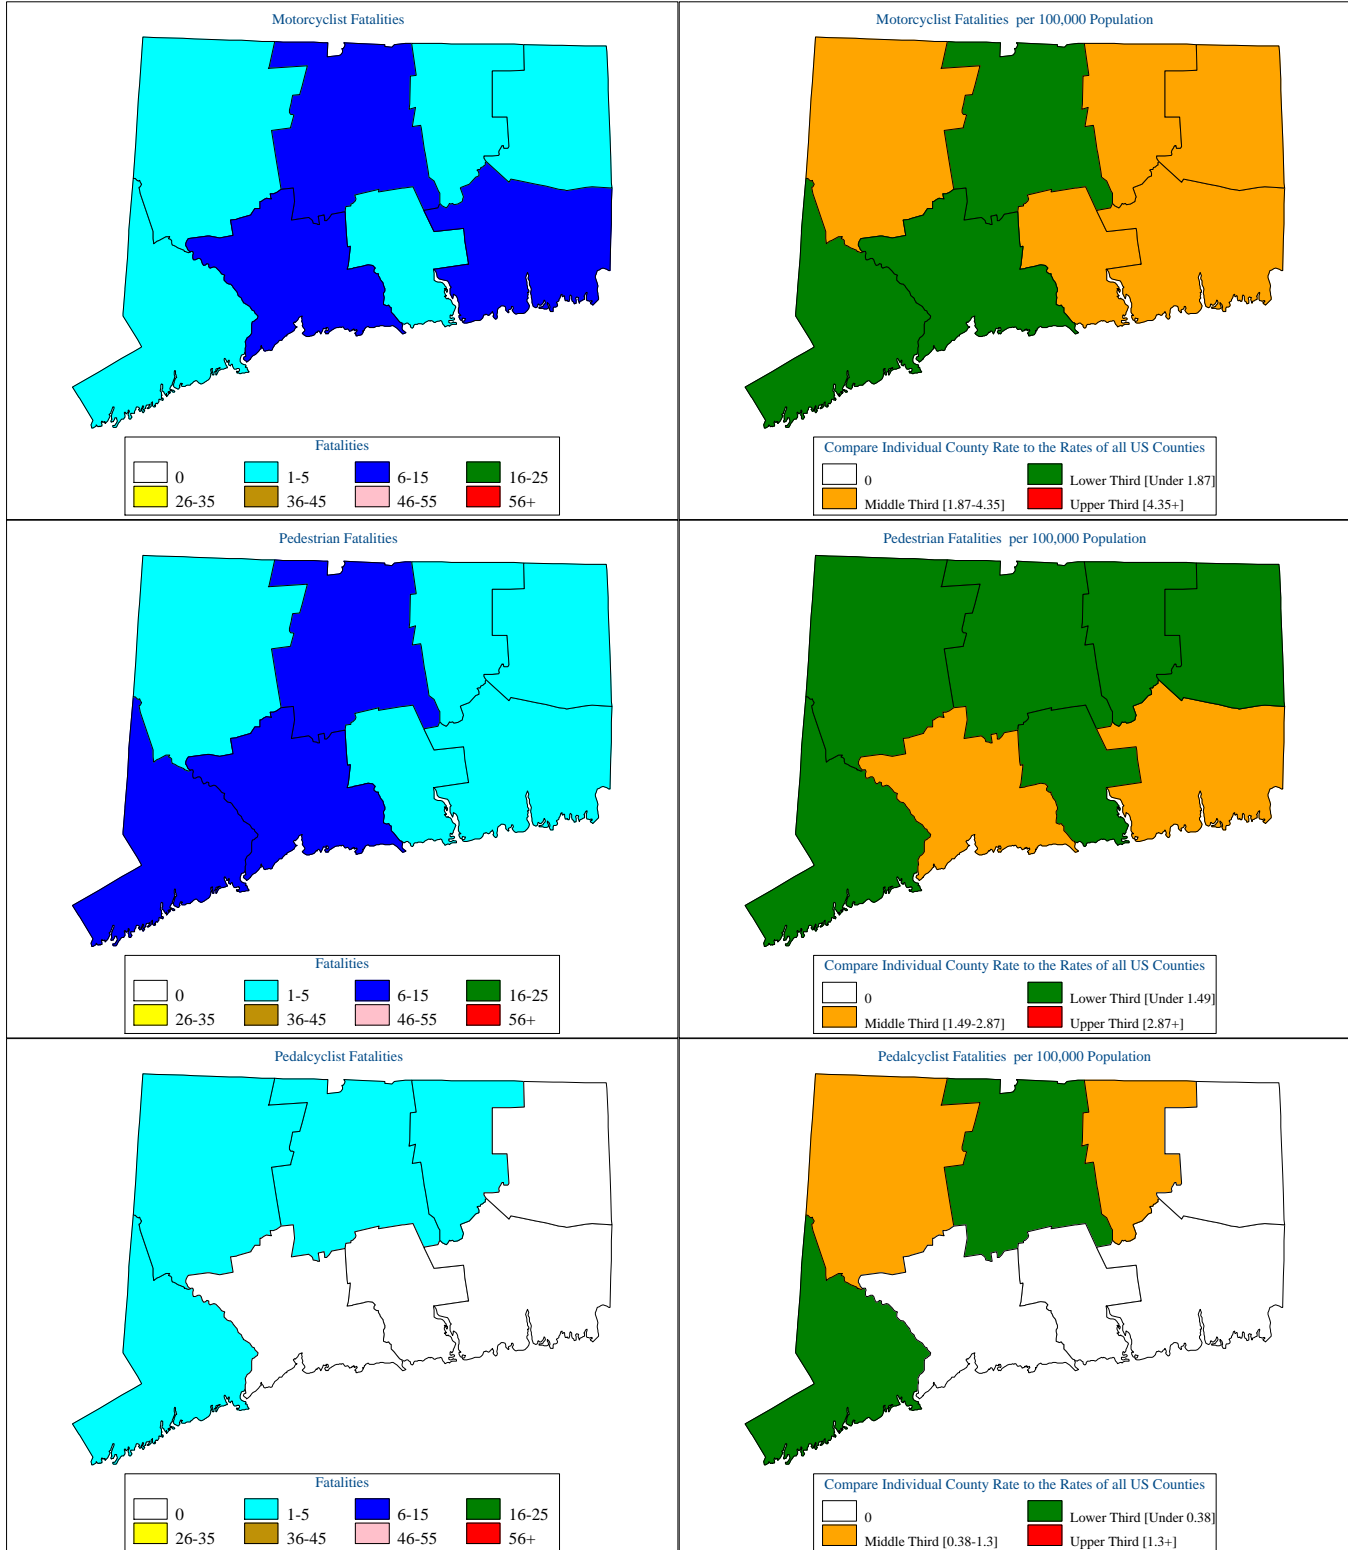 Motorcyclist Fatalities
Fatalities
0 1-5 6-15 16-25
26-35 36-45 46-55 56+
Motorcyclist Fatalities per 100,000 Population
Compare Individual County Rate to the Rates of all US Counties
0 Lower Third [Under 1.87]
Middle Third [1.87-4.35] Upper Third [4.35+]
Pedestrian Fatalities
Fatalities
0 1-5 6-15 16-25
26-35 36-45 46-55 56+
Pedestrian Fatalities per 100,000 Population
Compare Individual County Rate to the Rates of all US Counties
0 Lower Third [Under 1.49]
Middle Third [1.49-2.87] Upper Third [2.87+]
Pedalcyclist Fatalities
Fatalities
0 1-5 6-15 16-25
26-35 36-45 46-55 56+
Pedalcyclist Fatalities per 100,000 Population
Compare Individual County Rate to the Rates of all US Counties
0 Lower Third [Under 0.38]
Middle Third [0.38-1.3] Upper Third [1.3+]